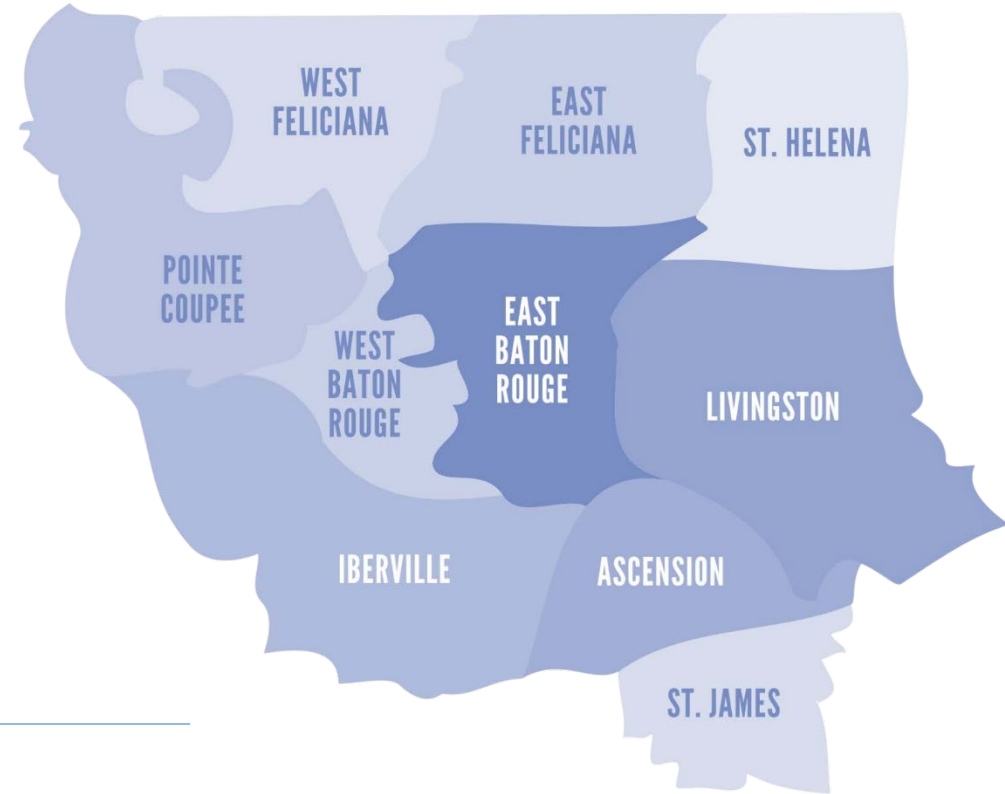 WEST
FELICIANA
EAST
FELICIANA
ST. HELENA
POINTE
COUPEE
WEST
BATON
ROUGE
EAST
BATON
ROUGE
LIVINGSTON
IBERVILLE
ASCENSION
ST. JAMES